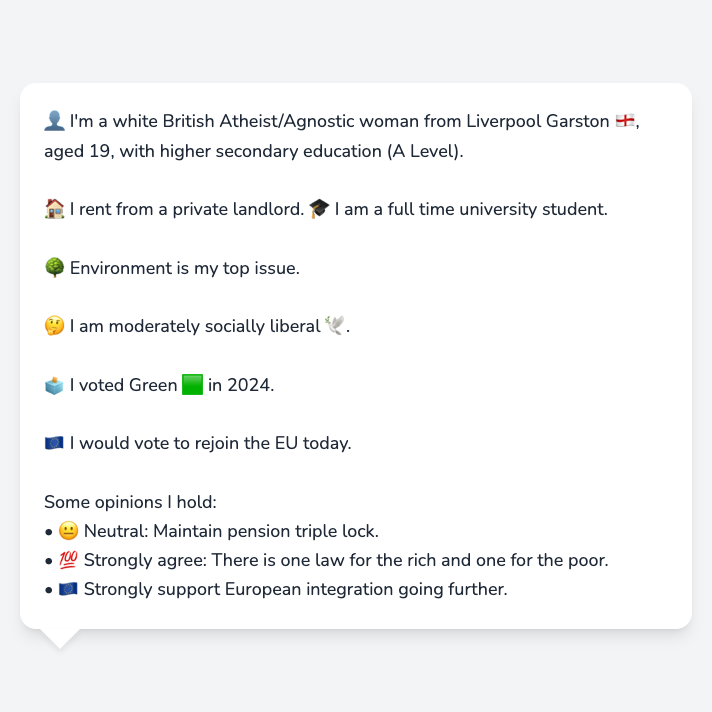 👤 I'm a white British Atheist/Agnostic woman from Liverpool Garston 🏴󠁧󠁢󠁥󠁮󠁧󠁿,
aged 19, with higher secondary education (A Level).
🏠 I rent from a private landlord. 🎓 I am a full time university student.
🌳 Environment is my top issue.
🤔 I am moderately socially liberal 🕊️.
🗳️ I voted Green 🟩 in 2024.
🇪🇺 I would vote to rejoin the EU today.
Some opinions I hold:
• 😐 Neutral: Maintain pension triple lock.
• 💯 Strongly agree: There is one law for the rich and one for the poor.
• 🇪🇺 Strongly support European integration going further.